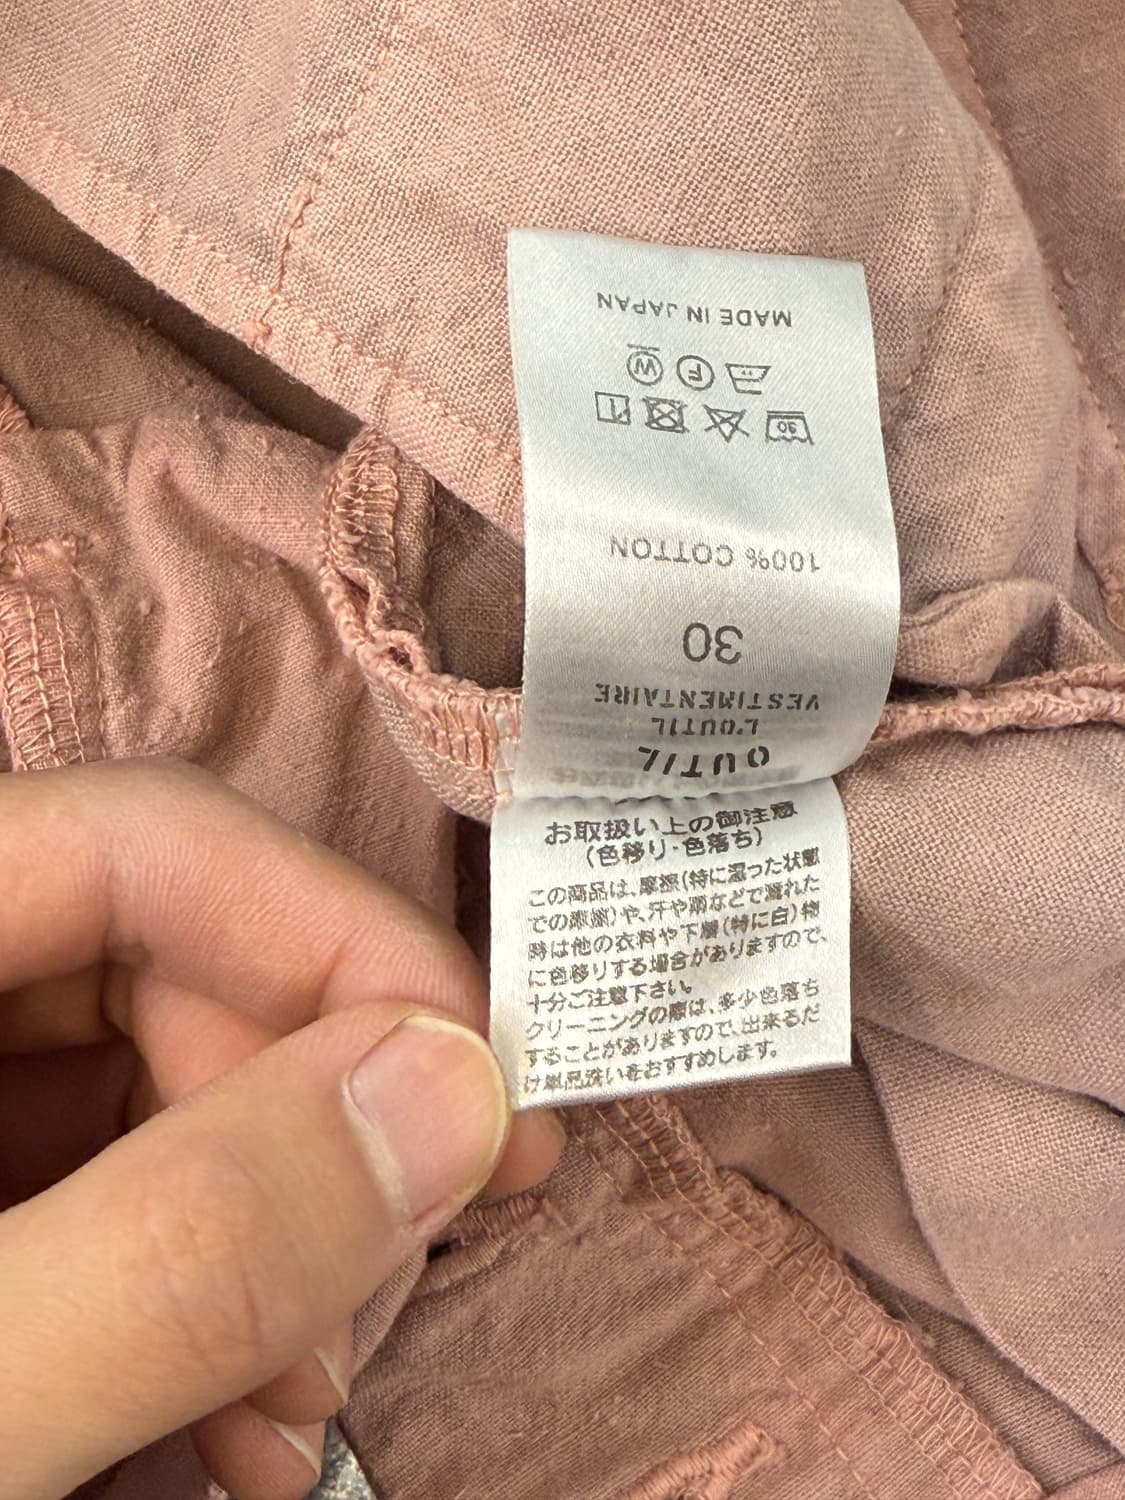 OUTIL
L'OUTIL
VESTIMENTAIRE
30
100% COTTON
30
F W
MADE IN JAPAN
お取扱い上の御注意
(色移り・色落ち)
この商品は、摩擦(特に湿った状態
での摩擦)や、汗や雨などで濡れた
時は他の衣料や下着(特に白)物
に色移りする場合がありますので、
十分ご注意下さい。
クリーニングの際は、多少色落ち
することがありますので、出来るだ
け単品洗いをおすすめします。